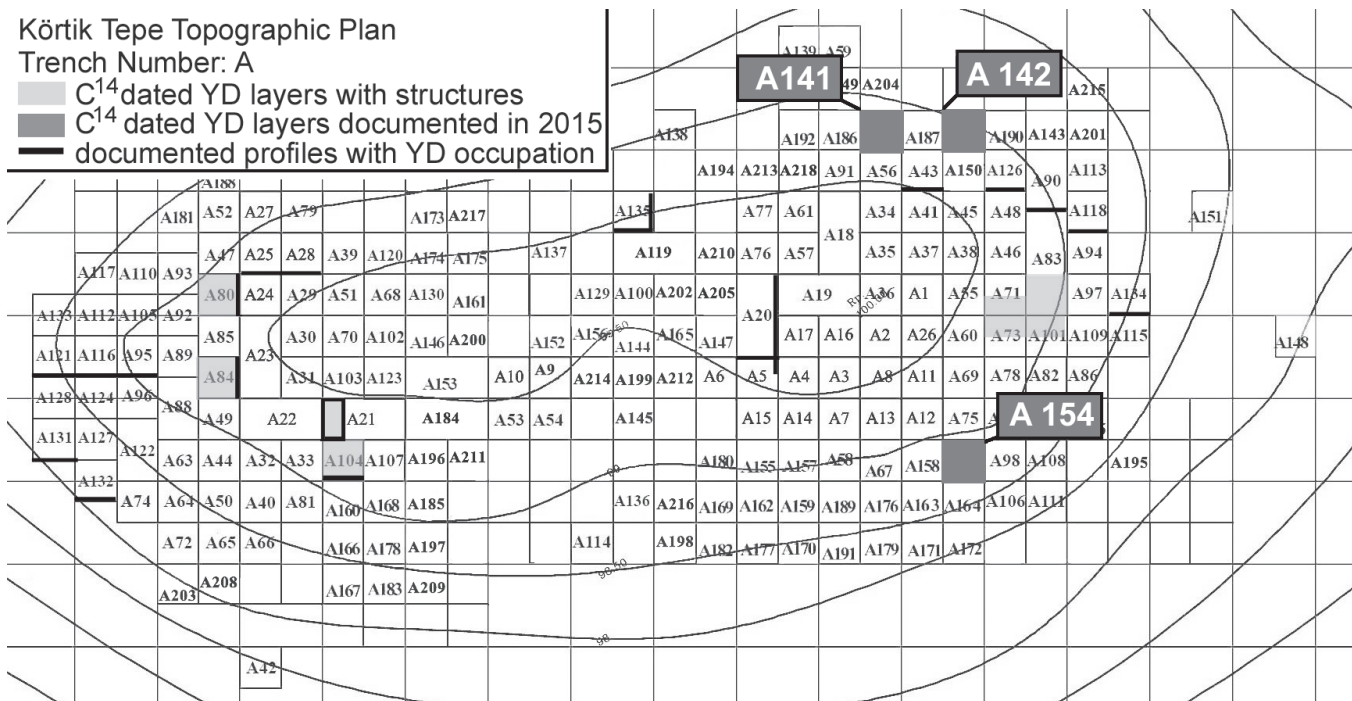 Körtik Tepe Topographic Plan
Trench Number: A
C14 dated YD layers with structures
C14 dated YD layers documented in 2015
documented profiles with YD occupation
A139 A59
A141 49 A204 A 142 A215
A138 A192 A186 A187 A190 A143 A201
A188 A194 A213 A218 A91 A56 A43 A150 A126 A90 A113
A181 A52 A27 A79 A173 A217 A135 A77 A61 A34 A41 A45 A48 A118 A151
A18
A47 A25 A28 A39 A120 A174 A175 A137 A119 A210 A76 A57 A35 A37 A38 A46 A83 A94
A117 A110 A93
A80 A24 A29 A51 A68 A130 A161 A129 A100 A202 A205 A19 A36 A1 A55 A71 A97 A134
Rp. 100.00
A133 A112 A105 A92 A20
A85 A23 A30 A70 A102 A146 A200 A152 A156 A144 A165 A147 A17 A16 A2 A26 A60 A73 A101 A109 A115 A148
99.50
A121 A116 A95 A89
A84 A31 A103 A123 A153 A10 A9 A214 A199 A212 A6 A5 A4 A3 A8 A11 A69 A78 A82 A86
A128 A124 A96 A88
A49 A22 A21 A184 A53 A54 A145 A15 A14 A7 A13 A12 A75 A 154
A131 A127 A122
A63 A44 A32 A33 A104 A107 A196 A211 A180 A155 A157 A58 A67 A158 A98 A108 A195
99
A132
A74 A64 A50 A40 A81 A160 A168 A185 A136 A216 A169 A162 A159 A189 A176 A163 A164 A106 A111
A72 A65 A66 A166 A178 A197 A114 A198 A182 A177 A170 A191 A179 A171 A172
98.50
A203 A208 A167 A183 A209
98
A42